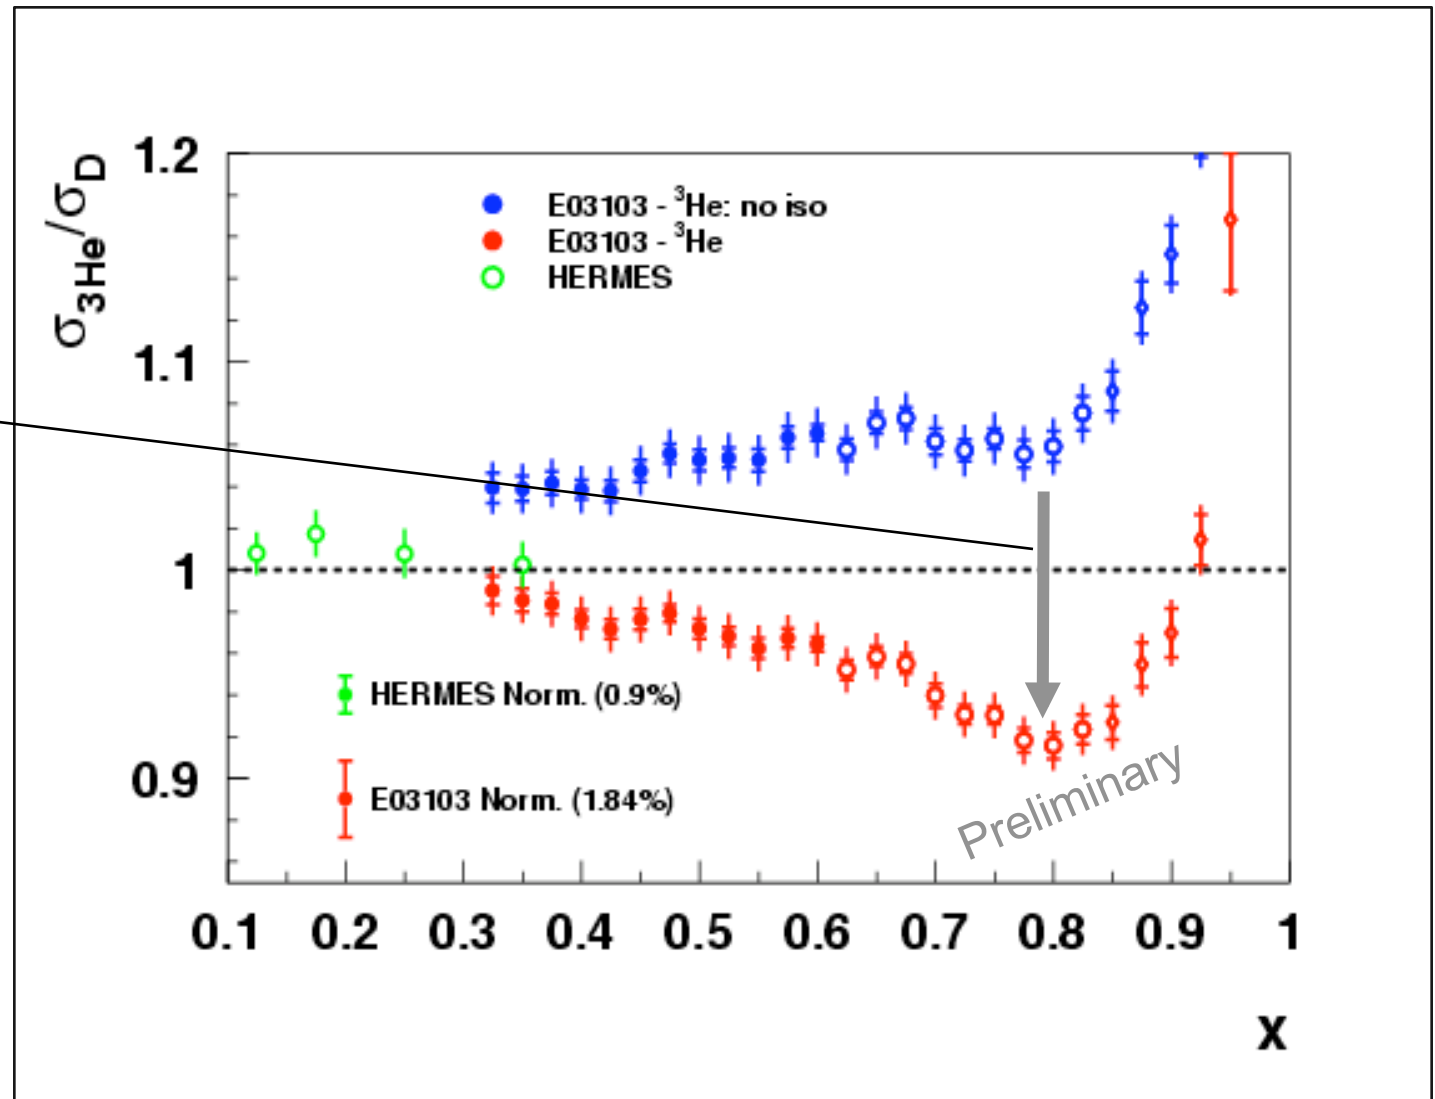 σ3He/σD
1.2
1.1
1
0.9
E03103 - ³He: no iso
E03103 - ³He
HERMES
HERMES Norm. (0.9%)
E03103 Norm. (1.84%)
Preliminary
0.1 0.2 0.3 0.4 0.5 0.6 0.7 0.8 0.9 1
x